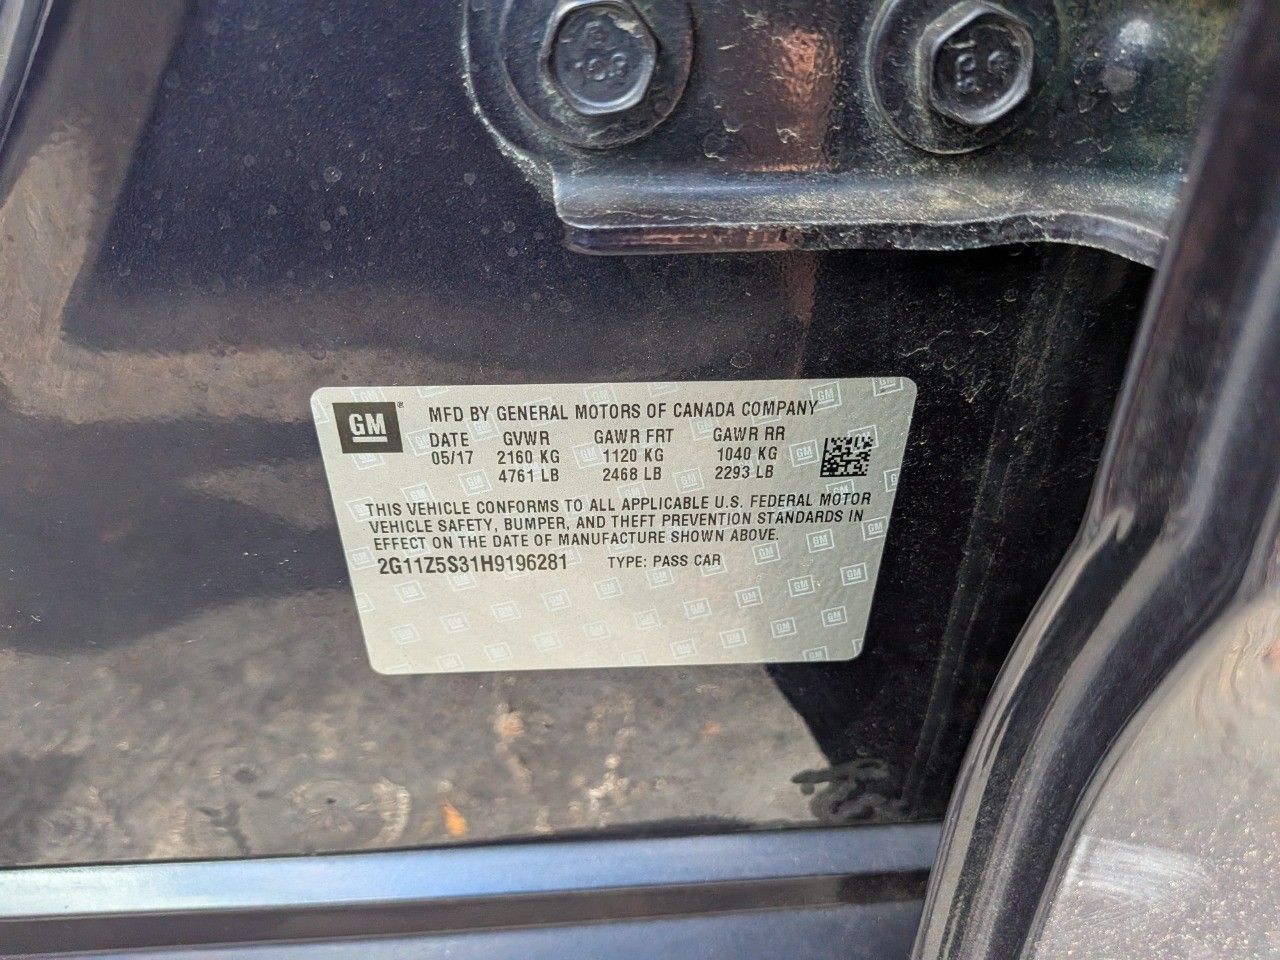 GM
MFD BY GENERAL MOTORS OF CANADA COMPANY
DATE GVWR GAWR FRT GAWR RR
05/17 2160 KG 1120 KG 1040 KG
4761 LB 2468 LB 2293 LB
THIS VEHICLE CONFORMS TO ALL APPLICABLE U.S. FEDERAL MOTOR
VEHICLE SAFETY, BUMPER, AND THEFT PREVENTION STANDARDS IN
EFFECT ON THE DATE OF MANUFACTURE SHOWN ABOVE.
2G11Z5S31H9196281 TYPE: PASS CAR